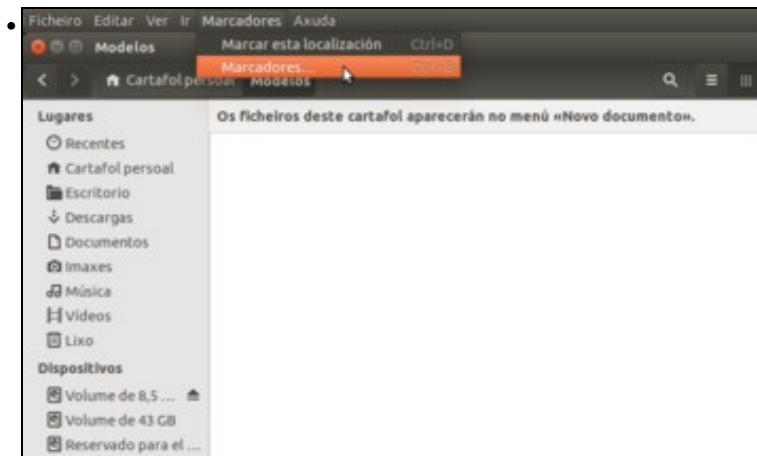 Ficheiro Editar Ver Ir Marcadores Axuda
Modelos
Marcar esta localización Ctrl+D
Marcadores...
Cartafol persoal Modelos
Lugares
Os ficheiros deste cartafol aparecerán no menú «Novo documento».
Recentes
Cartafol persoal
Escritorio
Descargas
Documentos
Imaxes
Música
Vídeos
Lixo
Dispositivos
Volume de 8,5 ...
Volume de 43 GB
Reservado para el ...